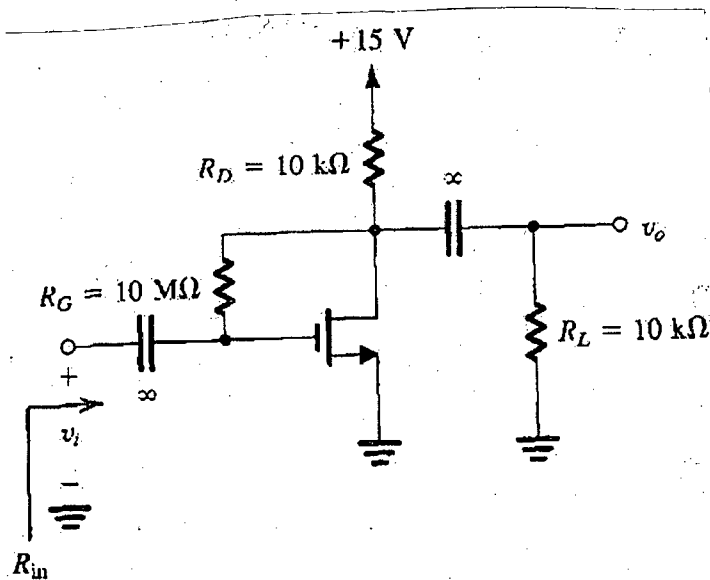 +15 V
R_D = 10 kΩ
∞
v_o
R_G = 10 MΩ
R_L = 10 kΩ
+
∞
v_i
−
R_in